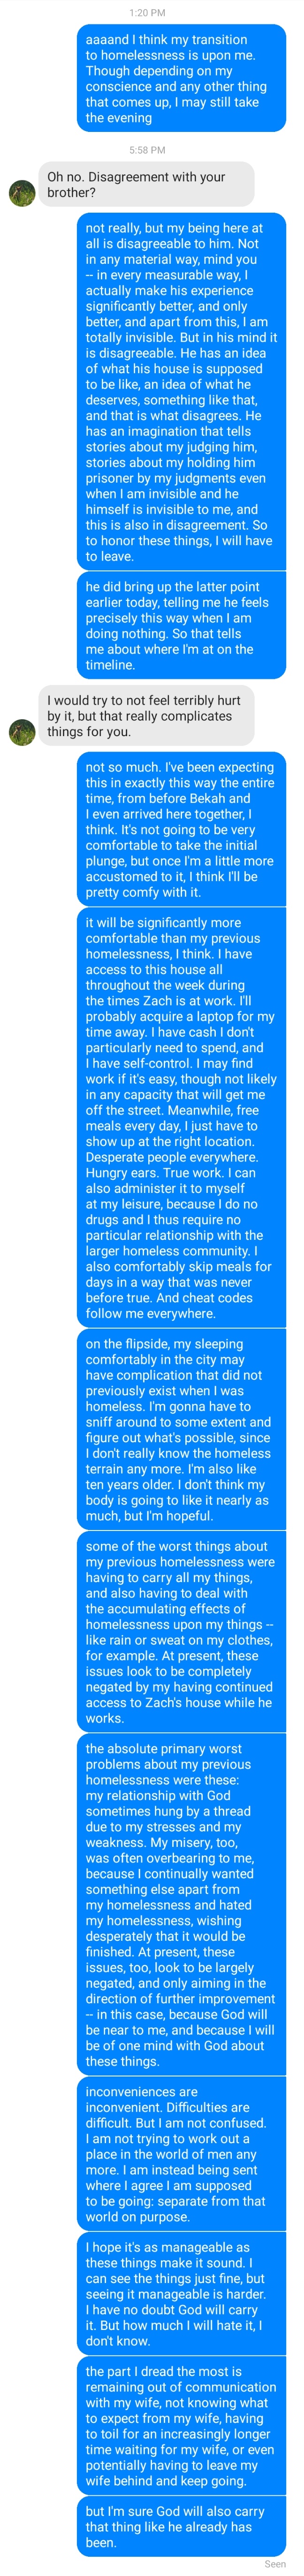 1:20 PM
aaaand I think my transition
to homelessness is upon me.
Though depending on my
conscience and any other thing
that comes up, I may still take
the evening
5:58 PM
Oh no. Disagreement with your
brother?
not really, but my being here at
all is disagreeable to him. Not
in any material way, mind you
-- in every measurable way, I
actually make his experience
significantly better, and only
better, and apart from this, I am
totally invisible. But in his mind it
is disagreeable. He has an idea
of what his house is supposed
to be like, an idea of what he
deserves, something like that,
and that is what disagrees. He
has an imagination that tells
stories about my judging him,
stories about my holding him
prisoner by my judgments even
when I am invisible and he
himself is invisible to me, and
this is also in disagreement. So
to honor these things, I will have
to leave.
he did bring up the latter point
earlier today, telling me he feels
precisely this way when I am
doing nothing. So that tells
me about where I'm at on the
timeline.
I would try to not feel terribly hurt
by it, but that really complicates
things for you.
not so much. I've been expecting
this in exactly this way the entire
time, from before Bekah and
I even arrived here together, I
think. It's not going to be very
comfortable to take the initial
plunge, but once I'm a little more
accustomed to it, I think I'll be
pretty comfy with it.
it will be significantly more
comfortable than my previous
homelessness, I think. I have
access to this house all
throughout the week during
the times Zach is at work. I'll
probably acquire a laptop for my
time away. I have cash I don't
particularly need to spend, and
I have self-control. I may find
work if it's easy, though not likely
in any capacity that will get me
off the street. Meanwhile, free
meals every day, I just have to
show up at the right location.
Desperate people everywhere.
Hungry ears. True work. I can
also administer it to myself
at my leisure, because I do no
drugs and I thus require no
particular relationship with the
larger homeless community. I
also comfortably skip meals for
days in a way that was never
before true. And cheat codes
follow me everywhere.
on the flipside, my sleeping
comfortably in the city may
have complication that did not
previously exist when I was
homeless. I'm gonna have to
sniff around to some extent and
figure out what's possible, since
I don't really know the homeless
terrain any more. I'm also like
ten years older. I don't think my
body is going to like it nearly as
much, but I'm hopeful.
some of the worst things about
my previous homelessness were
having to carry all my things,
and also having to deal with
the accumulating effects of
homelessness upon my things --
like rain or sweat on my clothes,
for example. At present, these
issues look to be completely
negated by my having continued
access to Zach's house while he
works.
the absolute primary worst
problems about my previous
homelessness were these:
my relationship with God
sometimes hung by a thread
due to my stresses and my
weakness. My misery, too,
was often overbearing to me,
because I continually wanted
something else apart from
my homelessness and hated
my homelessness, wishing
desperately that it would be
finished. At present, these
issues, too, look to be largely
negated, and only aiming in the
direction of further improvement
-- in this case, because God will
be near to me, and because I will
be of one mind with God about
these things.
inconveniences are
inconvenient. Difficulties are
difficult. But I am not confused.
I am not trying to work out a
place in the world of men any
more. I am instead being sent
where I agree I am supposed
to be going: separate from that
world on purpose.
I hope it's as manageable as
these things make it sound. I
can see the things just fine, but
seeing it manageable is harder.
I have no doubt God will carry
it. But how much I will hate it, I
don't know.
the part I dread the most is
remaining out of communication
with my wife, not knowing what
to expect from my wife, having
to toil for an increasingly longer
time waiting for my wife, or even
potentially having to leave my
wife behind and keep going.
but I'm sure God will also carry
that thing like he already has
been.
Seen